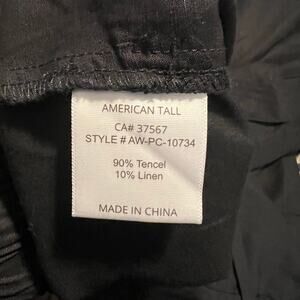 AMERICAN TALL
CA# 37567
STYLE # AW-PC-10734
90% Tencel
10% Linen
MADE IN CHINA